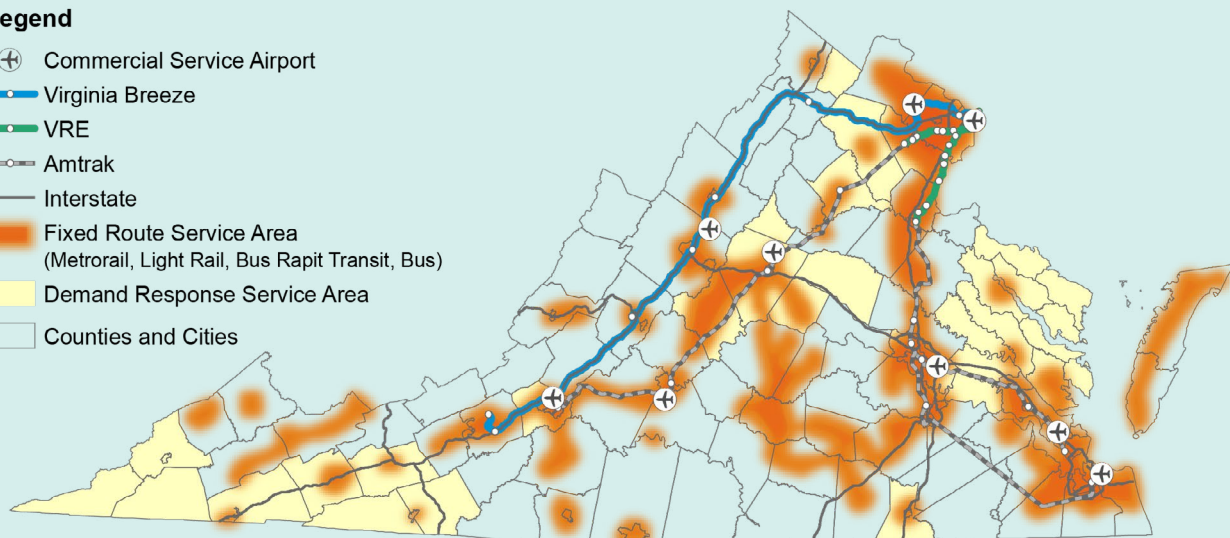 egend
Commercial Service Airport
Virginia Breeze
VRE
Amtrak
Interstate
Fixed Route Service Area
(Metrorail, Light Rail, Bus Rapit Transit, Bus)
Demand Response Service Area
Counties and Cities